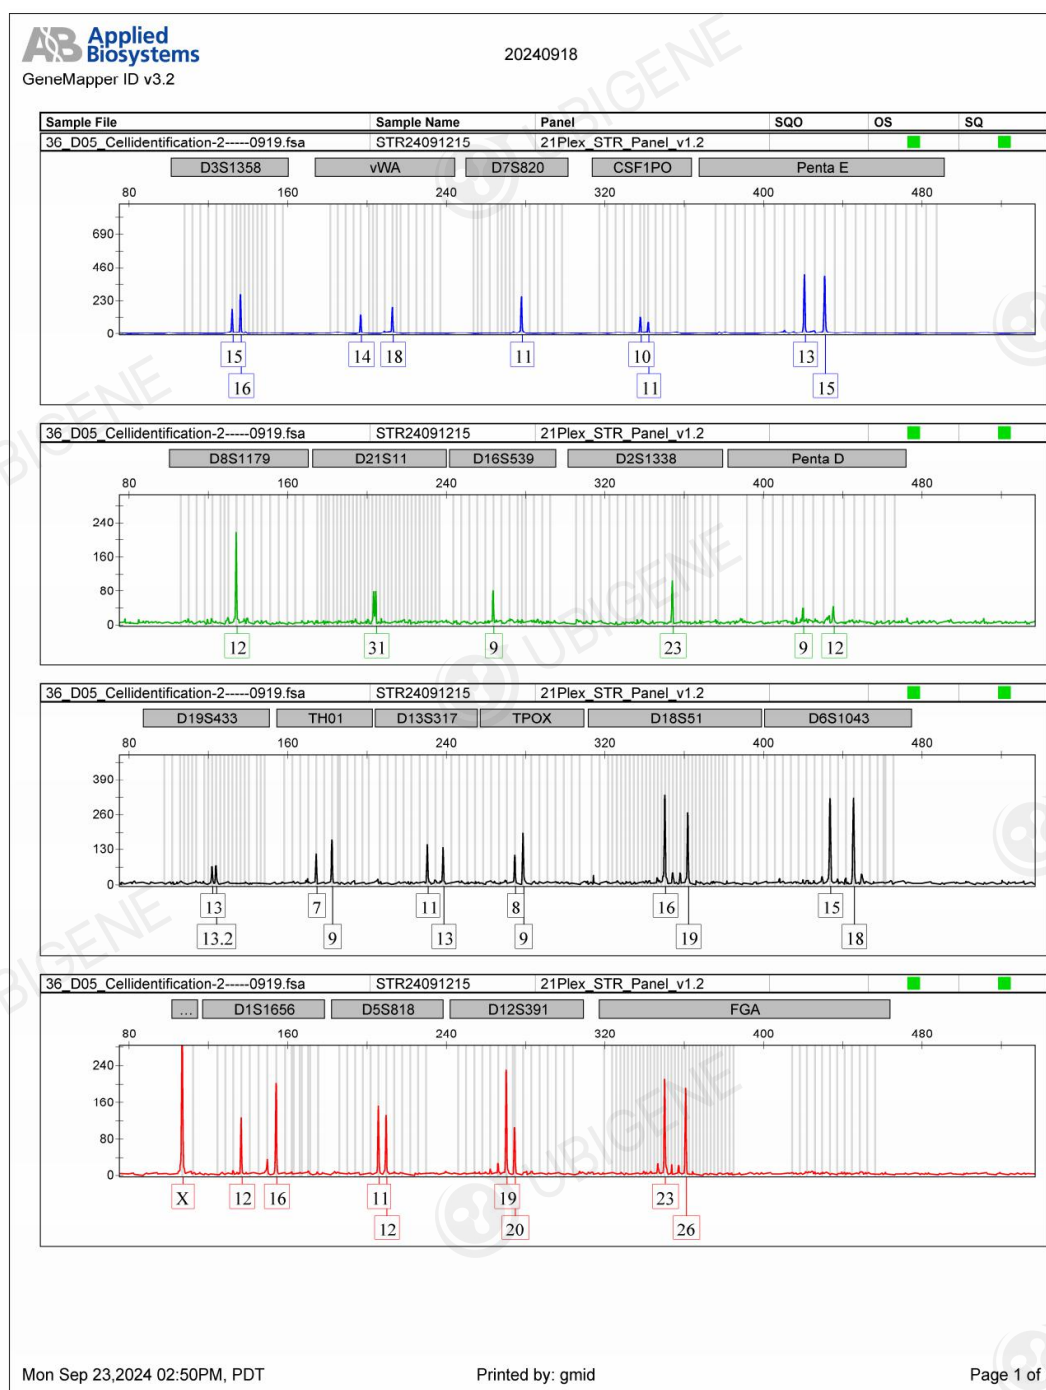 AB Applied Biosystems
20240918
GeneMapper ID v3.2
Sample File Sample Name Panel SQO OS SQ
36_D05_Cellidentification-2-----0919.fsa STR24091215 21Plex_STR_Panel_v1.2
D3S1358 vWA D7S820 CSF1PO Penta E
80 160 240 320 400 480
690
460
230
0
15 14 18 11 10 13
16 11 15
36_D05_Cellidentification-2-----0919.fsa STR24091215 21Plex_STR_Panel_v1.2
D8S1179 D21S11 D16S539 D2S1338 Penta D
80 160 240 320 400 480
240
160
80
0
12 31 9 23 9 12
36_D05_Cellidentification-2-----0919.fsa STR24091215 21Plex_STR_Panel_v1.2
D19S433 TH01 D13S317 TPOX D18S51 D6S1043
80 160 240 320 400 480
390
260
130
0
13 7 11 8 16 15
13.2 9 13 9 19 18
36_D05_Cellidentification-2-----0919.fsa STR24091215 21Plex_STR_Panel_v1.2
... D1S1656 D5S818 D12S391 FGA
80 160 240 320 400 480
240
160
80
0
X 12 16 11 19 23
12 20 26
Mon Sep 23,2024 02:50PM, PDT Printed by: gmid Page 1 of
UBIGENE
UBIGENE
UBIGENE
UBIGENE